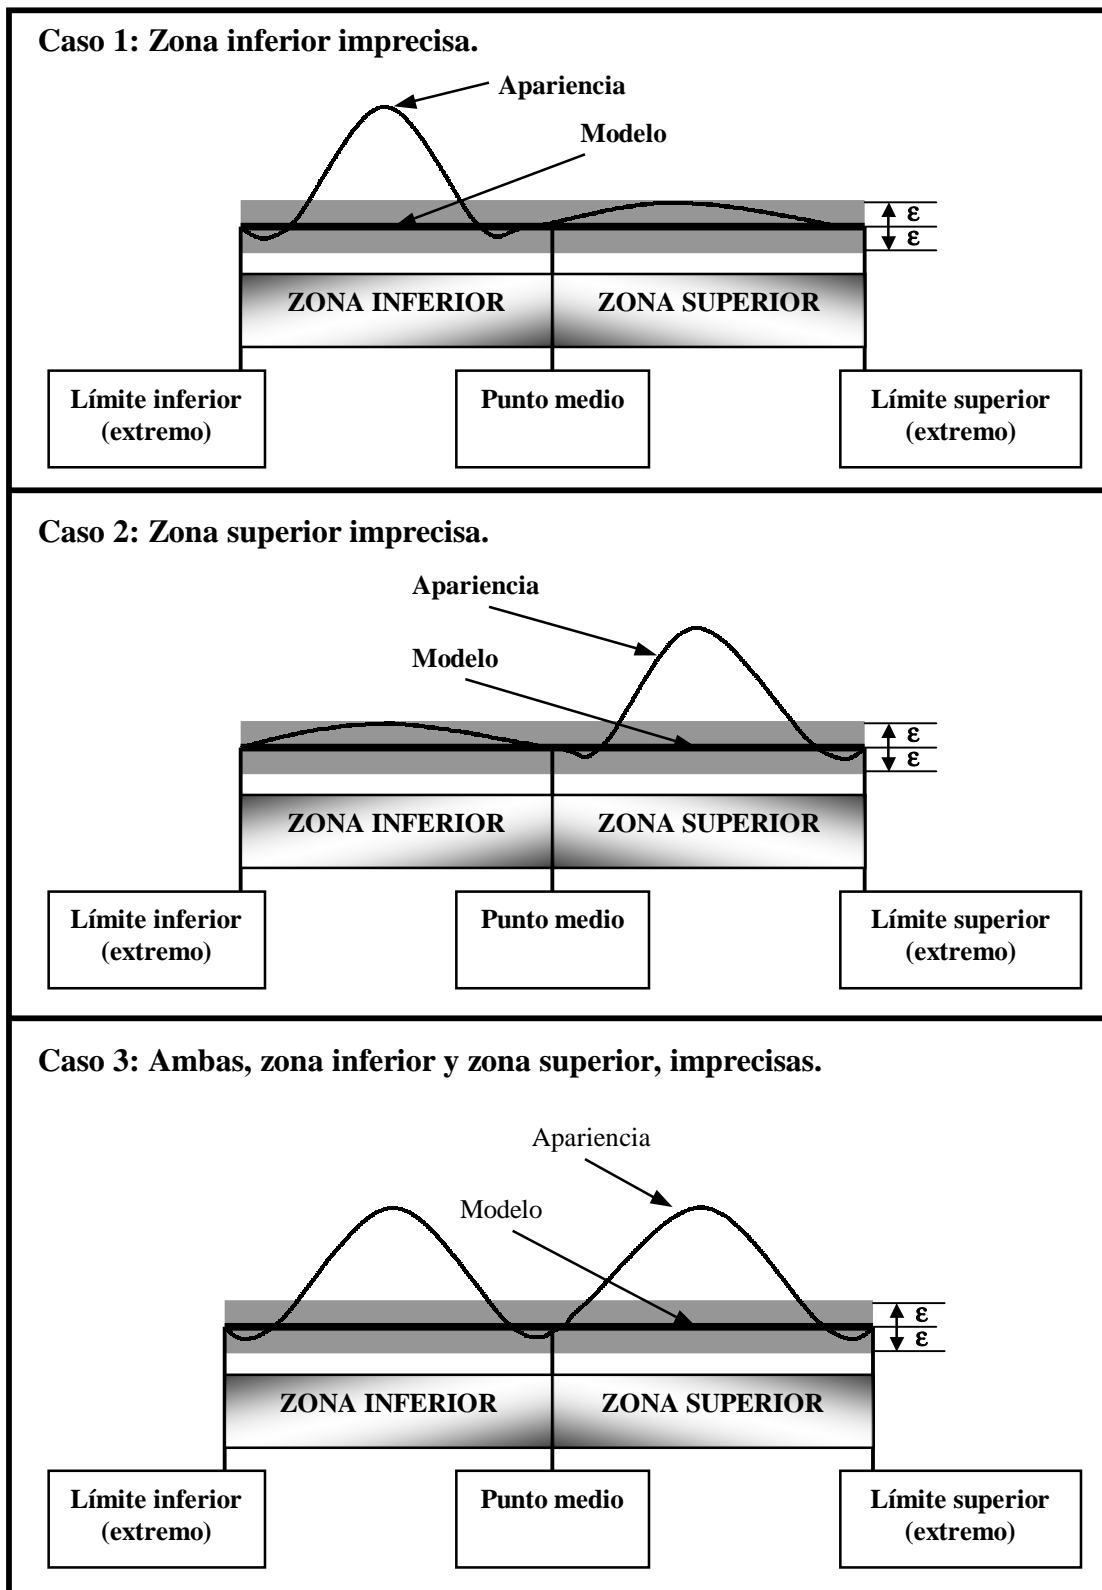 Caso 1: Zona inferior imprecisa.
Apariencia
Modelo
ε
ε
ZONA INFERIOR
ZONA SUPERIOR
Límite inferior
(extremo)
Punto medio
Límite superior
(extremo)
Caso 2: Zona superior imprecisa.
Apariencia
Modelo
ε
ε
ZONA INFERIOR
ZONA SUPERIOR
Límite inferior
(extremo)
Punto medio
Límite superior
(extremo)
Caso 3: Ambas, zona inferior y zona superior, imprecisas.
Apariencia
Modelo
ε
ε
ZONA INFERIOR
ZONA SUPERIOR
Límite inferior
(extremo)
Punto medio
Límite superior
(extremo)